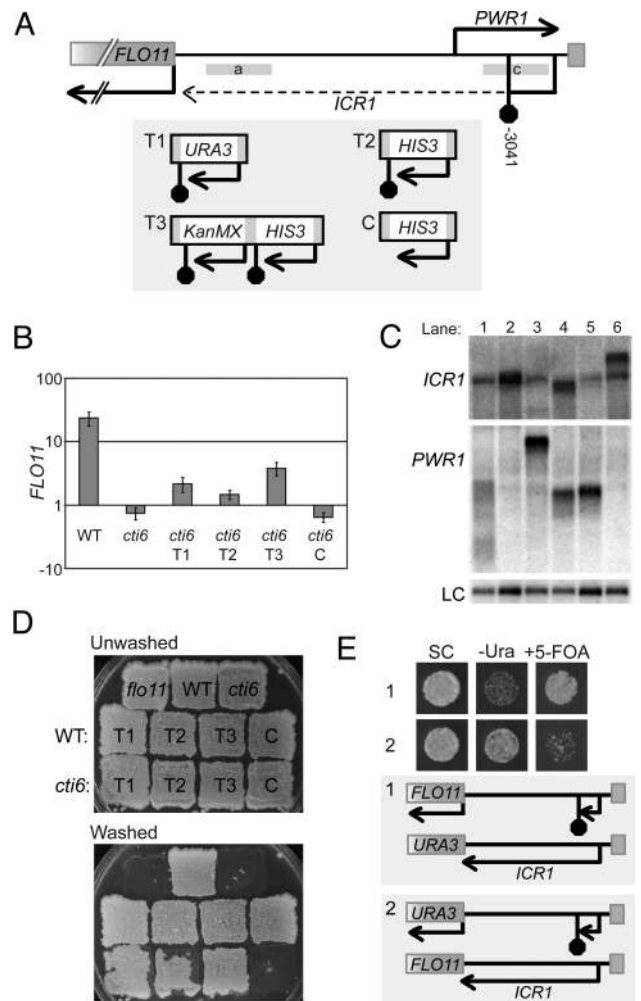 A
PWR1
FLO11
a
c
ICR1
-3041
T1
URA3
T2
HIS3
T3
KanMX
HIS3
C
HIS3
B
FLO11
100
10
1
-10
WT
cti6
cti6 T1
cti6 T2
cti6 T3
cti6 C
C
Lane:
1 2 3 4 5 6
ICR1
PWR1
LC
D
Unwashed
flo11 WT cti6
WT: T1 T2 T3 C
cti6: T1 T2 T3 C
Washed
E
SC -Ura +5-FOA
1
2
1
FLO11
URA3
ICR1
2
URA3
FLO11
ICR1